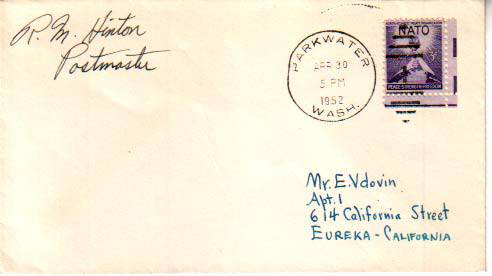 R. M. Hinton
Postmaster
PARKWATER
APR 30
5 PM
1952
WASH.
NATO
3¢
PEACE·STRENGTH·FREEDOM
Mr. E. Vdovin
Apt. 1
614 California Street
EUREKA - CALIFORNIA